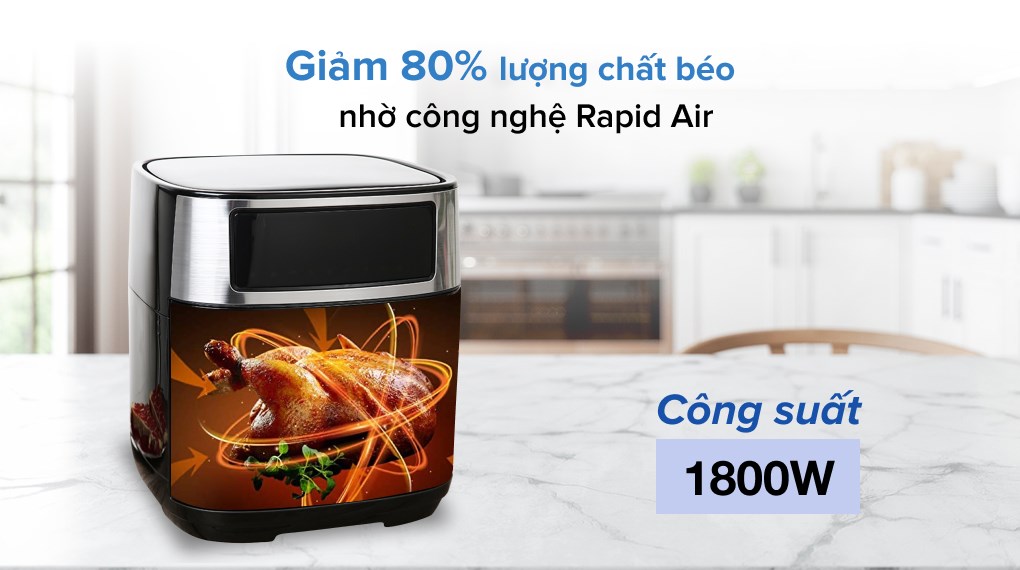 Giảm 80% lượng chất béo
nhờ công nghệ Rapid Air
Công suất
1800W